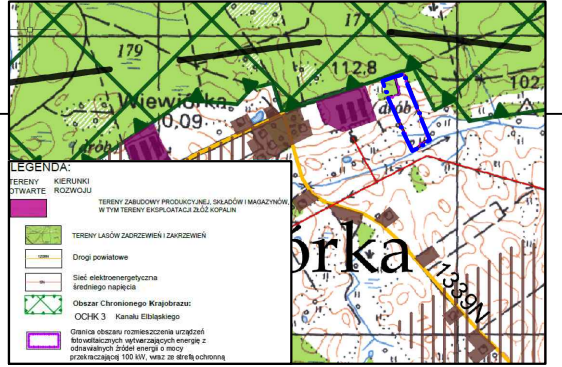 179
17
112,8
102
Wiewiórka
0,09
drób
drób
órka
1339N
LEGENDA:
TERENY OTWARTE
KIERUNKI ROZWOJU
TERENY ZABUDOWY PRODUKCYJNEJ, SKŁADÓW I MAGAZYNÓW,
W TYM TERENY EKSPLOATACJI ZŁÓŻ KOPALIN
TERENY LASÓW ZADRZEWIEŃ I ZAKRZEWIEŃ
Drogi powiatowe
Sieć elektroenergetyczna
średniego napięcia
Obszar Chronionego Krajobrazu:
OCHK 3 Kanału Elbląskiego
Granica obszaru rozmieszczenia urządzeń
fotowoltaicznych wytwarzających energię z
odnawialnych źródeł energii o mocy
przekraczającej 100 kW, wraz ze strefą ochronną